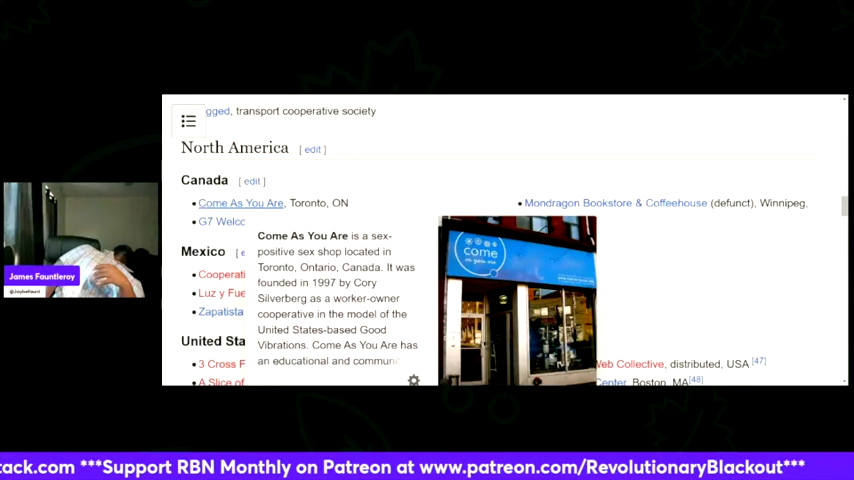 gged, transport cooperative society
North America [ edit ]
Canada [ edit ]
Come As You Are, Toronto, ON
Mondragon Bookstore & Coffeehouse (defunct), Winnipeg,
G7 Welco
Come As You Are is a sex-
positive sex shop located in
Toronto, Ontario, Canada. It was
founded in 1997 by Cory
Silverberg as a worker-owner
cooperative in the model of the
United States-based Good
Vibrations. Come As You Are has
an educational and commun
come
as you are
Mexico [ e
Cooperati
Luz y Fue
Zapatista
United Sta
3 Cross F
Web Collective, distributed, USA [47]
A Slice of
Center, Boston, MA[48]
James Fauntleroy
tack.com ***Support RBN Monthly on Patreon at www.patreon.com/RevolutionaryBlackout***